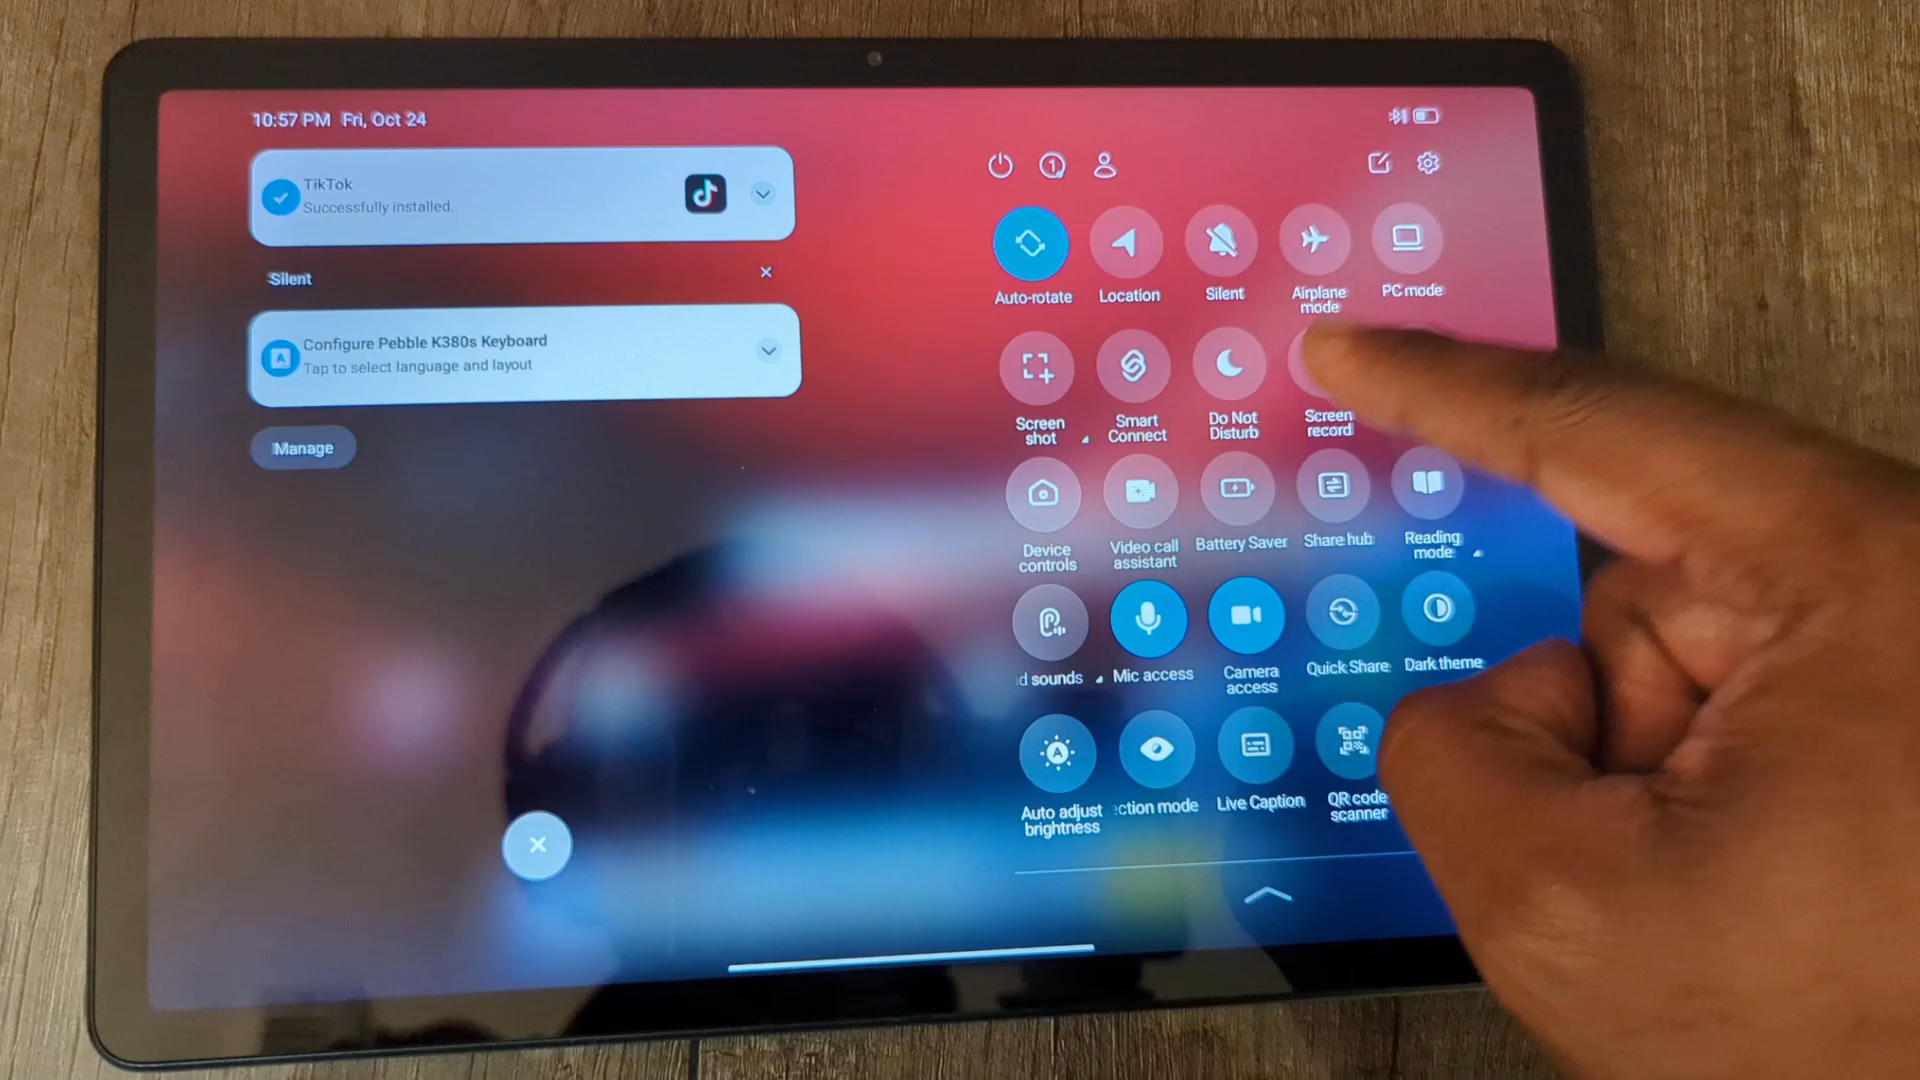 10:57 PM Fri, Oct 24
TikTok
Successfully installed.
Silent
Configure Pebble K380s Keyboard
Tap to select language and layout
Manage
1
Auto-rotate
Location
Silent
Airplane
mode
PC mode
Screen
shot
Smart
Connect
Do Not
Disturb
Screen
record
Device
controls
Video call
assistant
Battery Saver
Share hub
Reading
mode
d sounds
Mic access
Camera
access
Quick Share
Dark theme
A
Auto adjust
brightness
ction mode
Live Caption
QR code
scanner